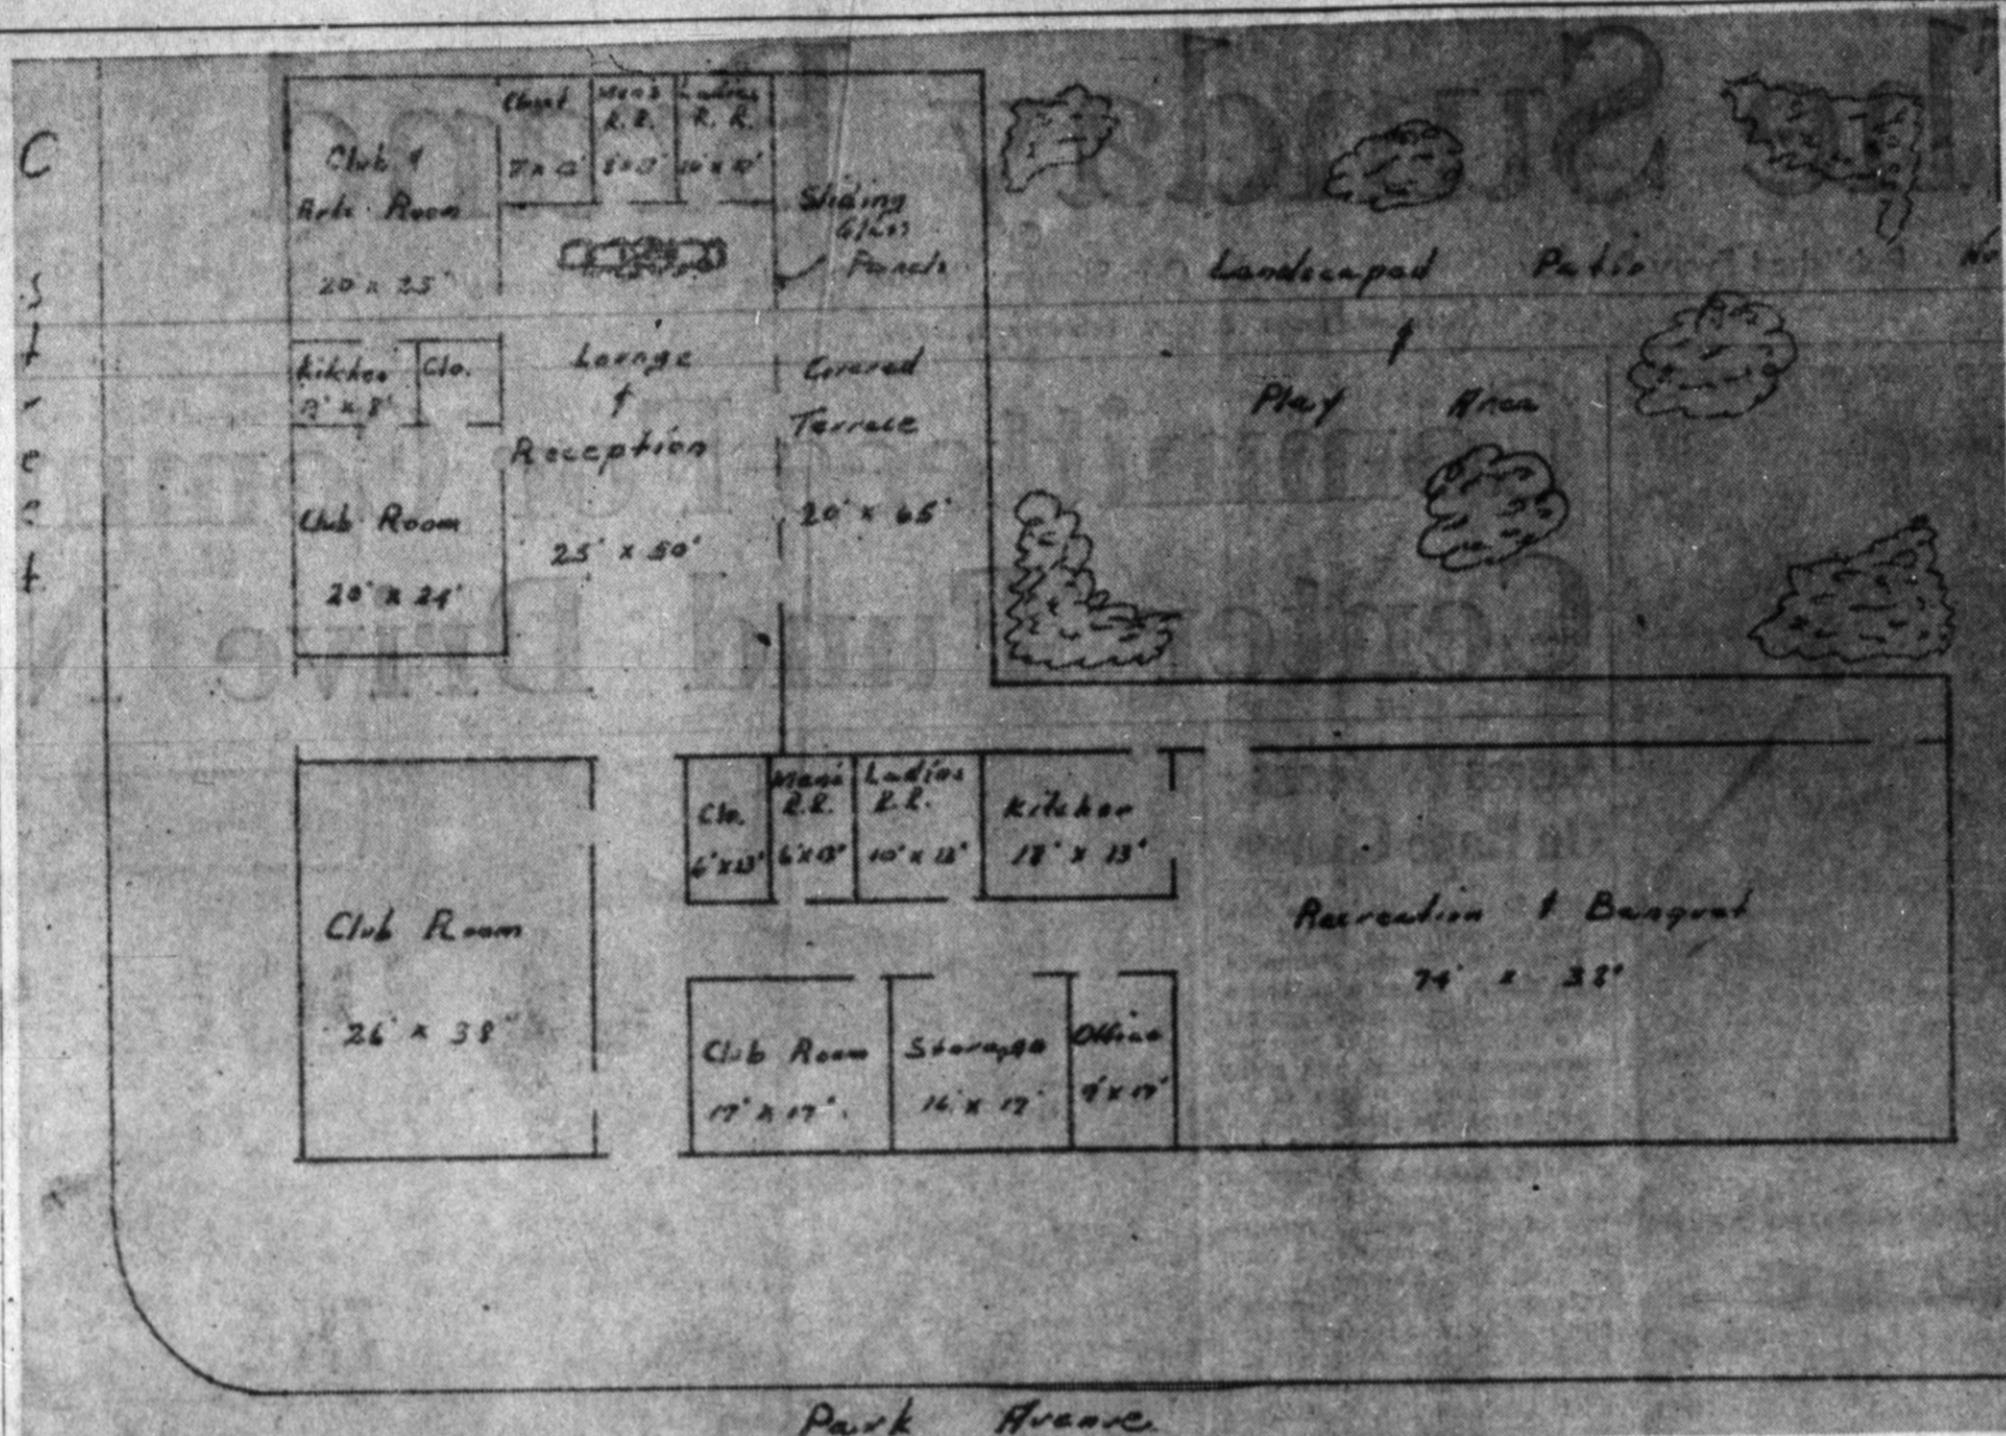 C Street
Closet
Men's
R. R.
Ladies
R. R.
Club &
Arts Room
20' x 25'
Sliding
Glass
Panels
Landscaped Patio
&
Play Area
Kitchen
8'
Clo.
Lounge
&
Reception
25' x 50'
Covered
Terrace
20' x 65'
Club Room
20' x 24'
Clo.
6' x 13'
Mens
R.R.
6' x 13'
Ladies
R.R.
10' x 13'
Kitchen
x 13'
Club Room
26' x 38'
Recreation & Banquet
74' x 38'
Club Room
17' x 17'
Storage
16' x 17'
Office
9' x 17'
Park Avenue